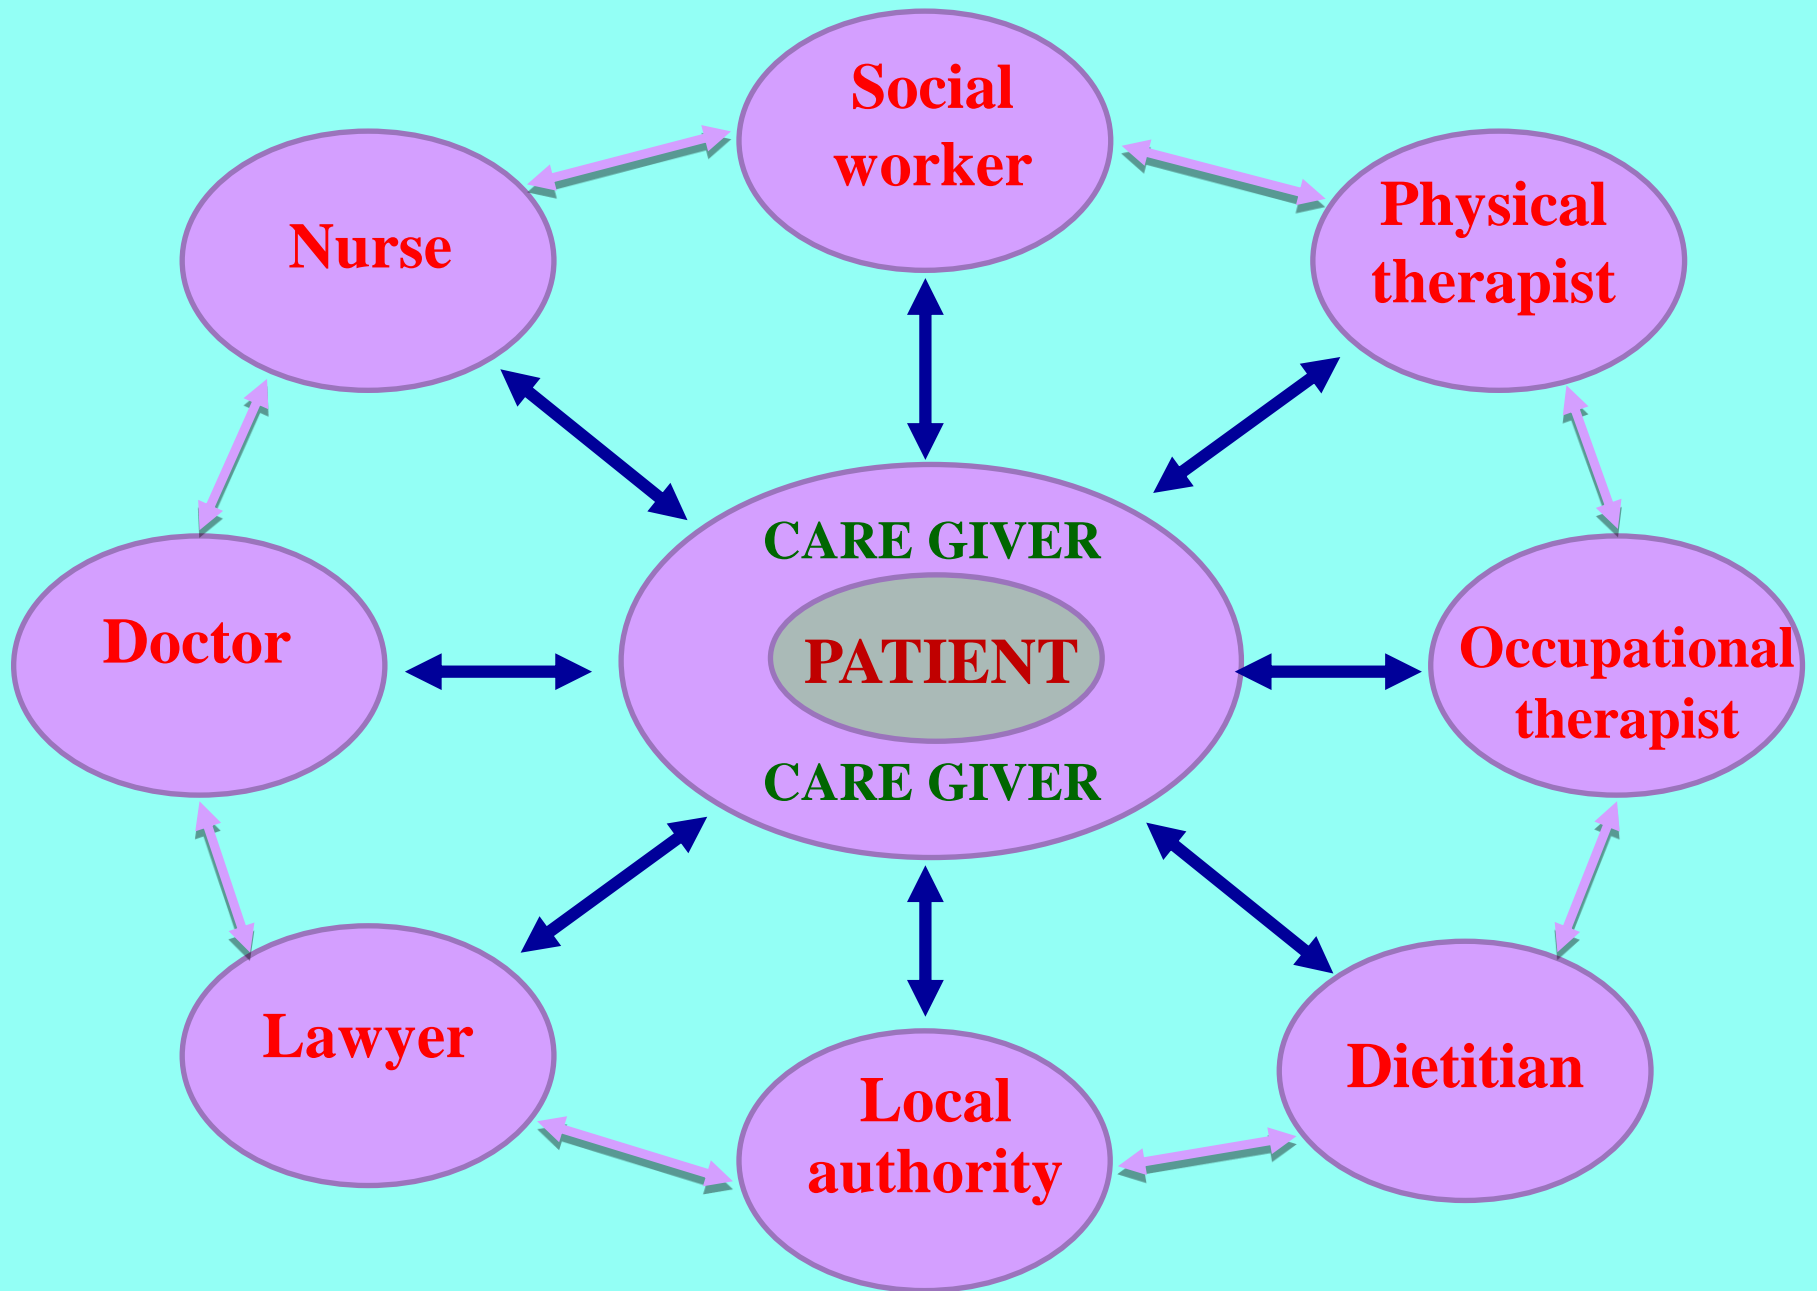 Social
worker
Nurse
Physical
therapist
CARE GIVER
PATIENT
CARE GIVER
Doctor
Occupational
therapist
Lawyer
Local
authority
Dietitian